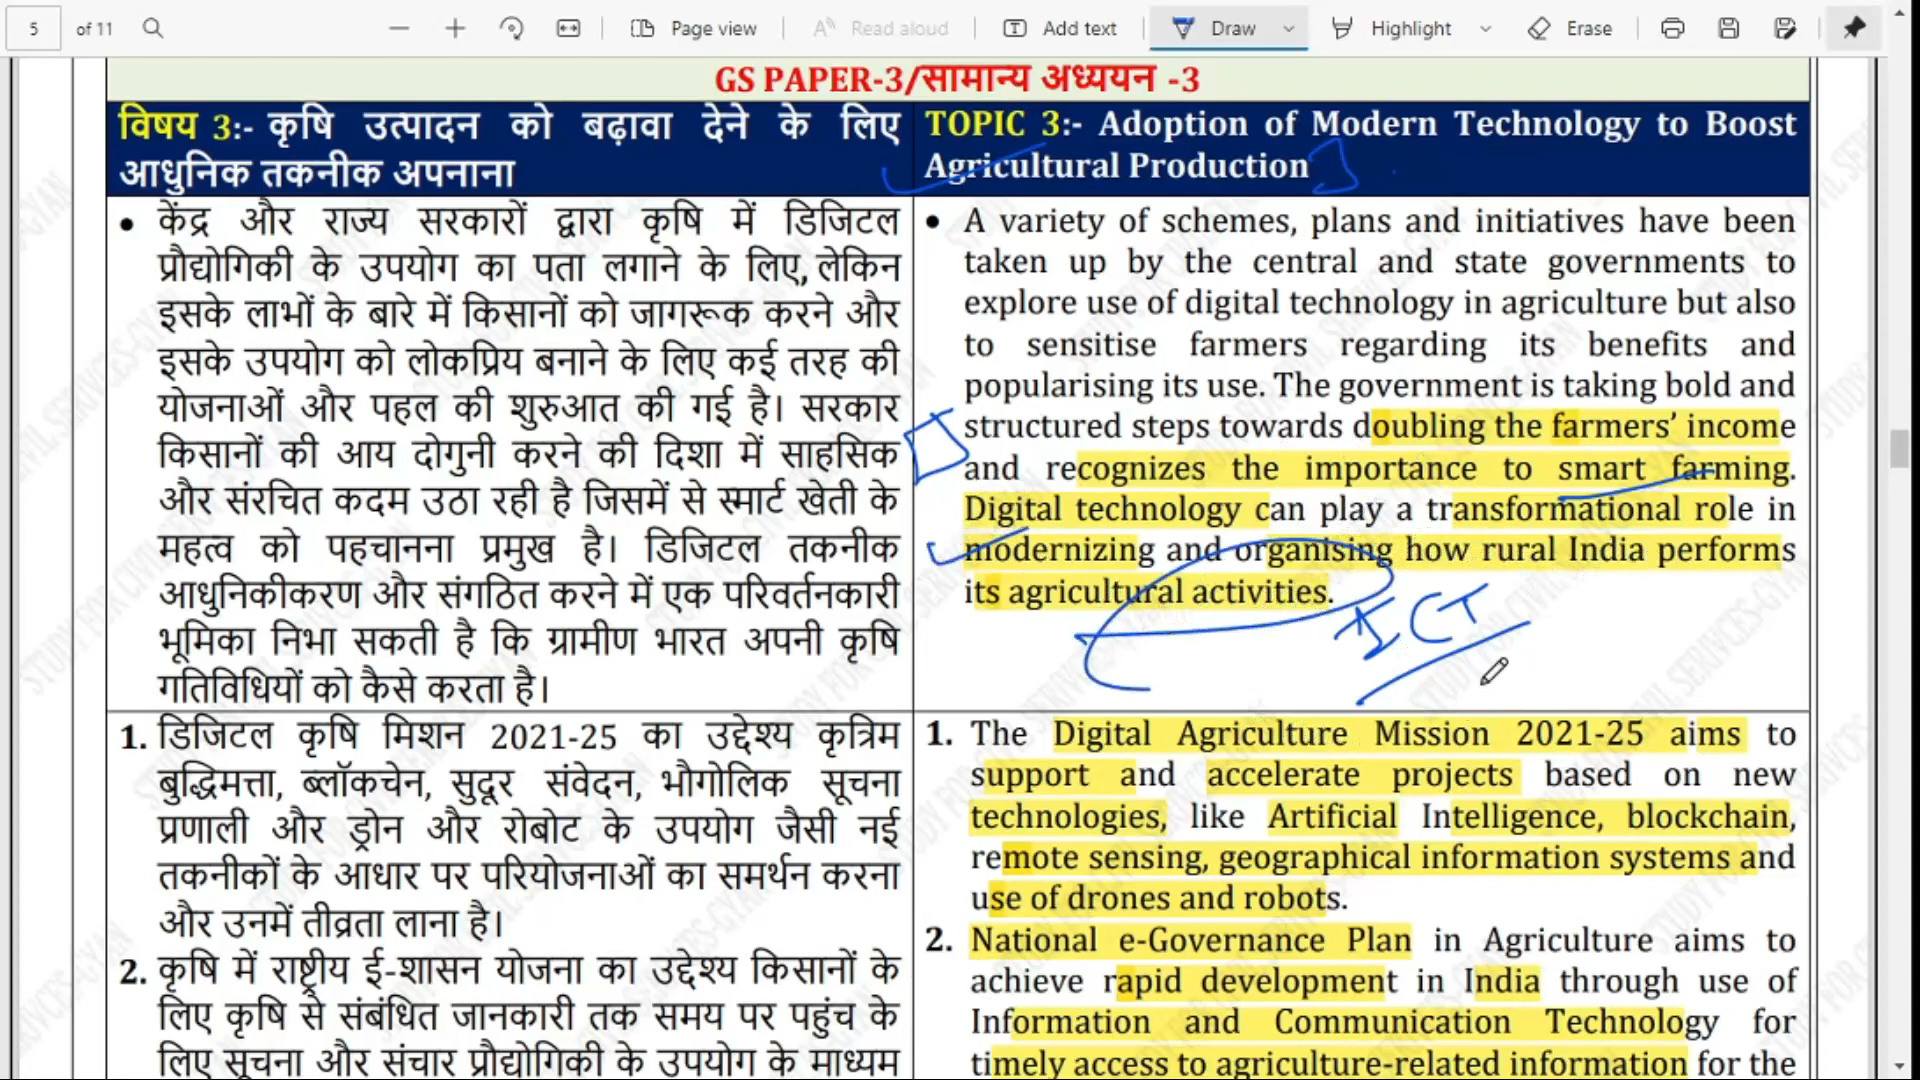 5 of 11 Page view Read aloud Add text Draw Highlight Erase
GS PAPER-3/सामान्य अध्ययन -3
विषय 3:- कृषि उत्पादन को बढ़ावा देने के लिए
आधुनिक तकनीक अपनाना
• केंद्र और राज्य सरकारों द्वारा कृषि में डिजिटल
प्रौद्योगिकी के उपयोग का पता लगाने के लिए, लेकिन
इसके लाभों के बारे में किसानों को जागरूक करने और
इसके उपयोग को लोकप्रिय बनाने के लिए कई तरह की
योजनाओं और पहल की शुरुआत की गई है। सरकार
किसानों की आय दोगुनी करने की दिशा में साहसिक
और संरचित कदम उठा रही है जिसमें से स्मार्ट खेती के
महत्व को पहचानना प्रमुख है। डिजिटल तकनीक
आधुनिकीकरण और संगठित करने में एक परिवर्तनकारी
भूमिका निभा सकती है कि ग्रामीण भारत अपनी कृषि
गतिविधियों को कैसे करता है।
1. डिजिटल कृषि मिशन 2021-25 का उद्देश्य कृत्रिम
बुद्धिमत्ता, ब्लॉकचेन, सुदूर संवेदन, भौगोलिक सूचना
प्रणाली और ड्रोन और रोबोट के उपयोग जैसी नई
तकनीकों के आधार पर परियोजनाओं का समर्थन करना
और उनमें तीव्रता लाना है।
2. कृषि में राष्ट्रीय ई-शासन योजना का उद्देश्य किसानों के
लिए कृषि से संबंधित जानकारी तक समय पर पहुंच के
लिए सूचना और संचार प्रौद्योगिकी के उपयोग के माध्यम
TOPIC 3:- Adoption of Modern Technology to Boost
Agricultural Production
• A variety of schemes, plans and initiatives have been
taken up by the central and state governments to
explore use of digital technology in agriculture but also
to sensitise farmers regarding its benefits and
popularising its use. The government is taking bold and
structured steps towards doubling the farmers' income
and recognizes the importance to smart farming.
Digital technology can play a transformational role in
modernizing and organising how rural India performs
its agricultural activities.
ICT
1. The Digital Agriculture Mission 2021-25 aims to
support and accelerate projects based on new
technologies, like Artificial Intelligence, blockchain,
remote sensing, geographical information systems and
use of drones and robots.
2. National e-Governance Plan in Agriculture aims to
achieve rapid development in India through use of
Information and Communication Technology for
timely access to agriculture-related information for the